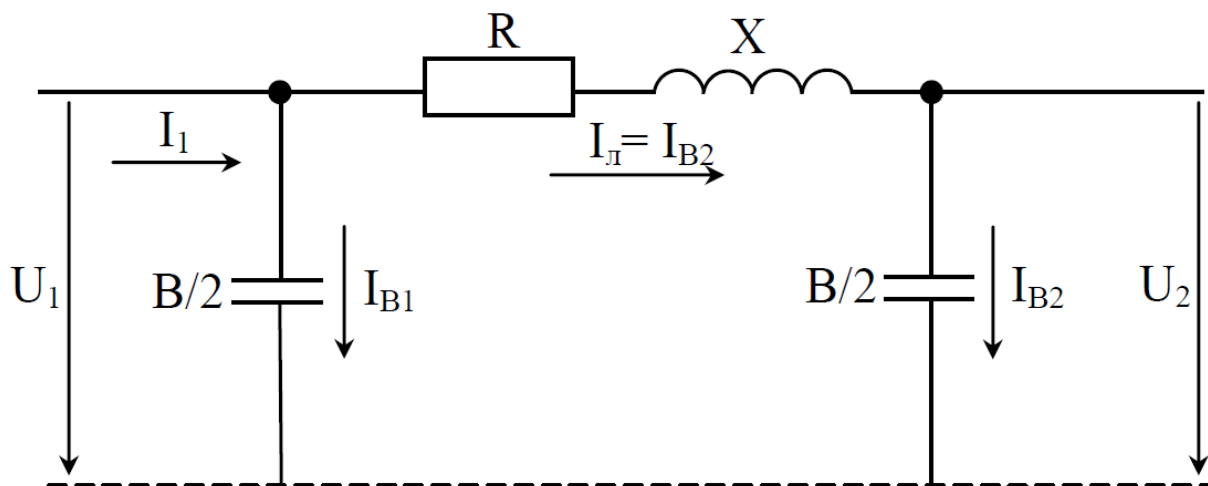 R
X
I₁
Iл= IB2
U₁
B/2
IB1
B/2
IB2
U₂